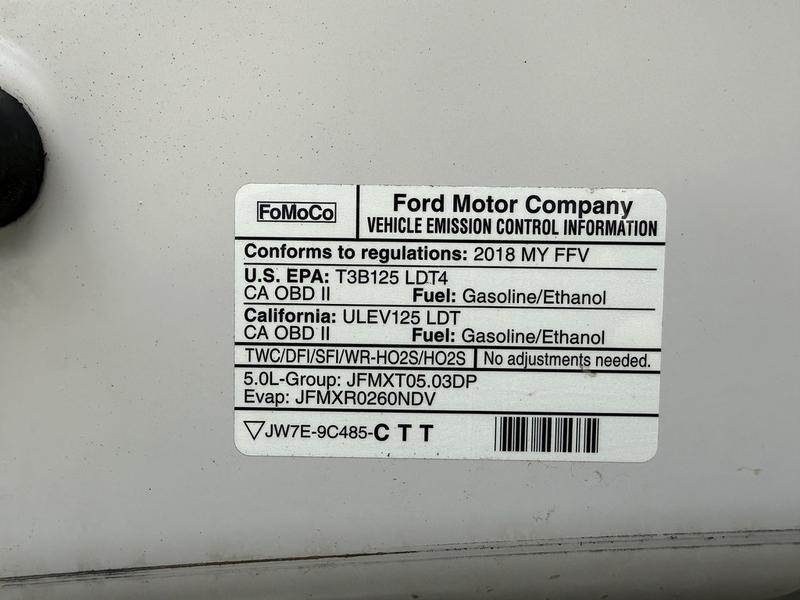 FoMoCo
Ford Motor Company
VEHICLE EMISSION CONTROL INFORMATION
Conforms to regulations: 2018 MY FFV
U.S. EPA: T3B125 LDT4
CA OBD II Fuel: Gasoline/Ethanol
California: ULEV125 LDT
CA OBD II Fuel: Gasoline/Ethanol
TWC/DFI/SFI/WR-HO2S/HO2S No adjustments needed.
5.0L-Group: JFMXT05.03DP
Evap: JFMXR0260NDV
JW7E-9C485-C T T